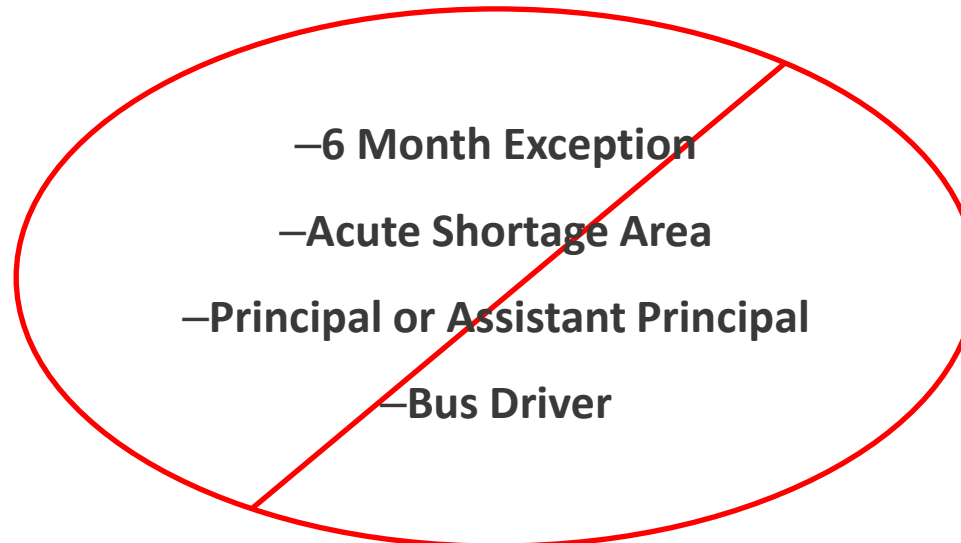 –6 Month Exception
–Acute Shortage Area
–Principal or Assistant Principal
–Bus Driver